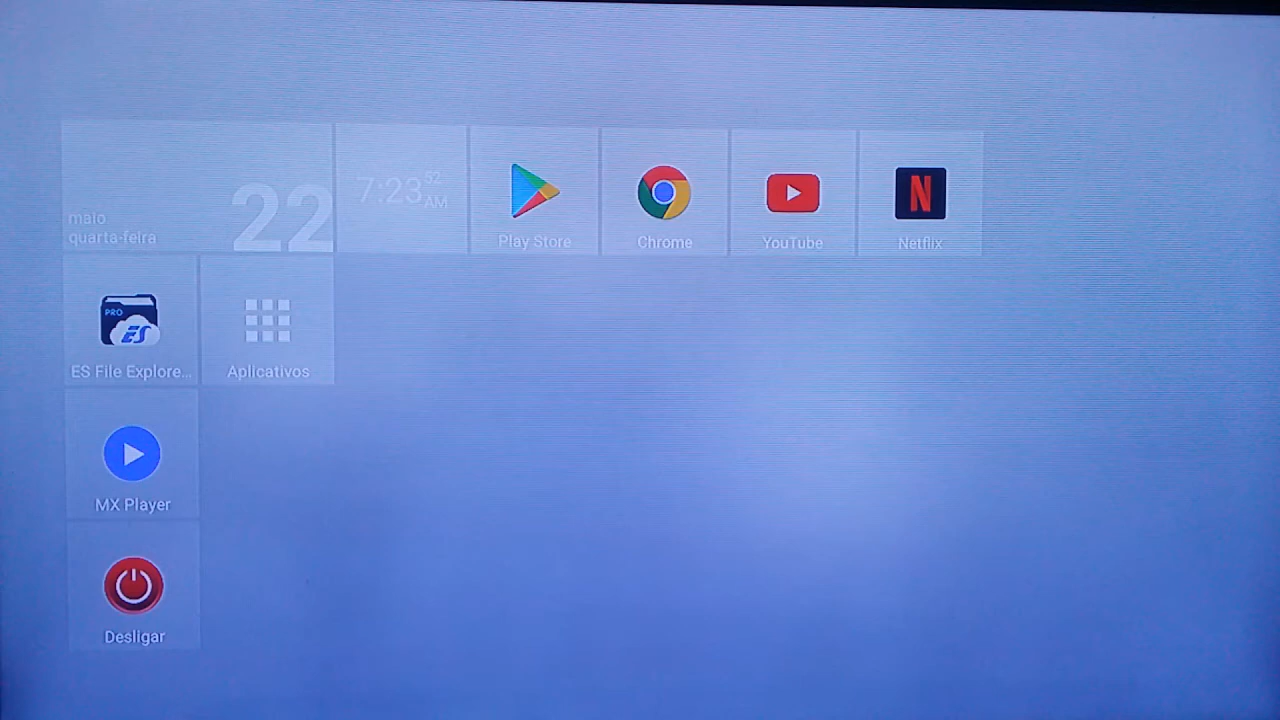 maio
quarta-feira
22
7:23 52
AM
Play Store
Chrome
YouTube
N
Netflix
PRO
ES
ES File Explore...
Aplicativos
MX Player
Desligar